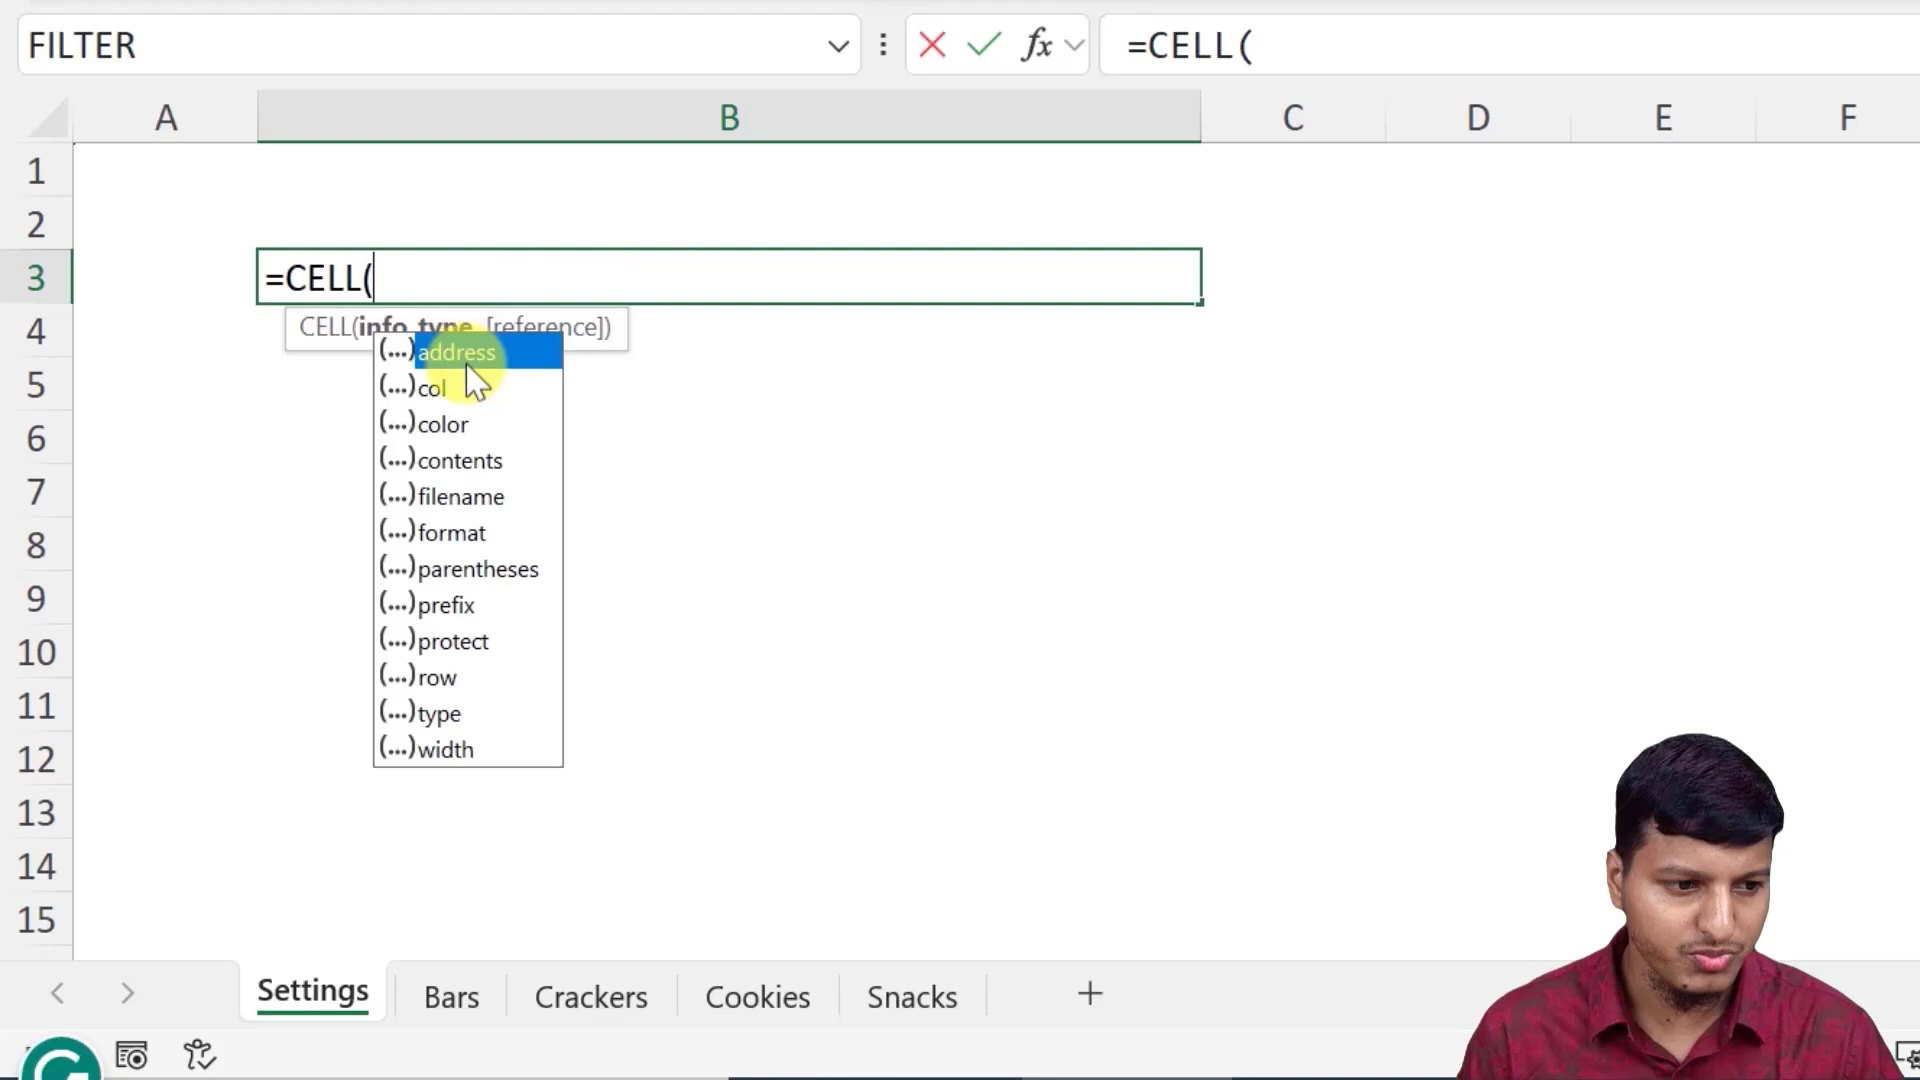 FILTER
fx
=CELL(
A B C D E F
1
2
3 =CELL(
CELL(info_type, [reference])
4
(...) address
5 (...) col
(...) color
6
(...) contents
7 (...) filename
(...) format
8
(...) parentheses
9 (...) prefix
(...) protect
10
(...) row
11 (...) type
(...) width
12
13
14
15
Settings Bars Crackers Cookies Snacks +